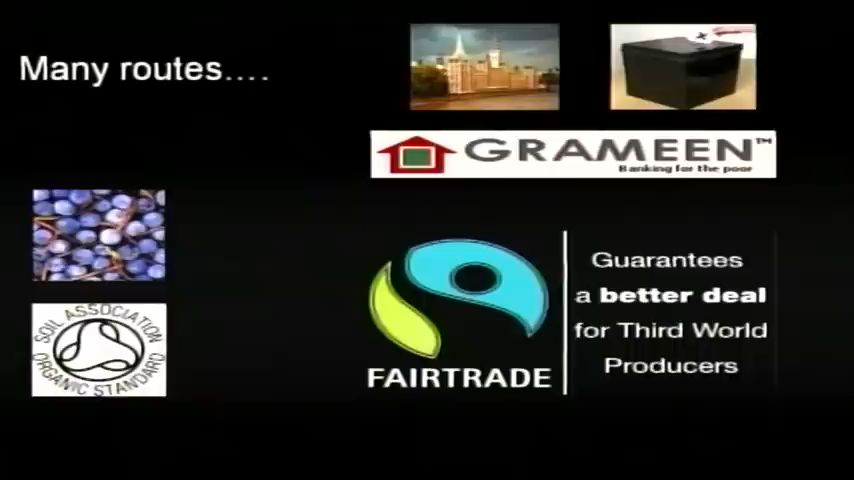 Many routes....
GRAMEEN™
Banking for the poor
SOIL ASSOCIATION
ORGANIC STANDARD
FAIRTRADE
Guarantees
a better deal
for Third World
Producers